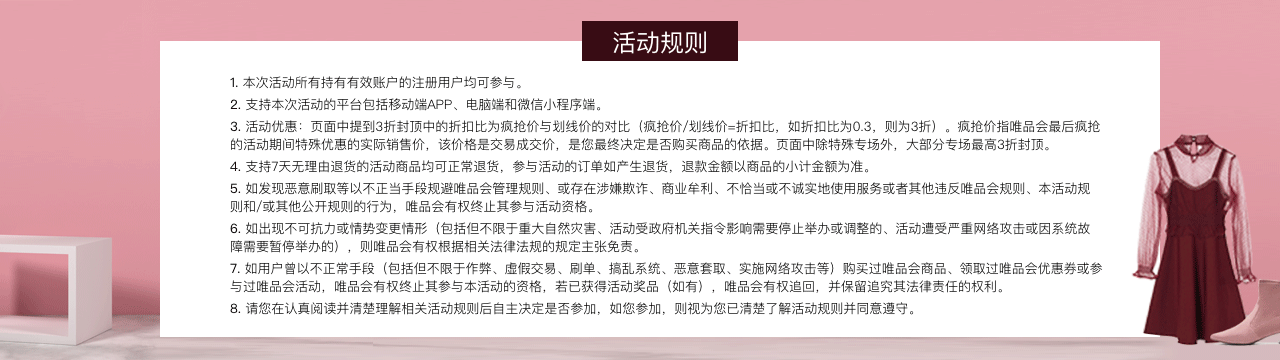 活动规则
1. 本次活动所有持有有效账户的注册用户均可参与。
2. 支持本次活动的平台包括移动端APP、电脑端和微信小程序端。
3. 活动优惠：页面中提到3折封顶中的折扣比为疯抢价与划线价的对比（疯抢价/划线价=折扣比，如折扣比为0.3，则为3折）。疯抢价指唯品会最后疯抢
的活动期间特殊优惠的实际销售价，该价格是交易成交价，是您最终决定是否购买商品的依据。页面中除特殊专场外，大部分专场最高3折封顶。
4. 支持7天无理由退货的活动商品均可正常退货，参与活动的订单如产生退货，退款金额以商品的小计金额为准。
5. 如发现恶意刷取等以不正当手段规避唯品会管理规则、或存在涉嫌欺诈、商业牟利、不恰当或不诚实地使用服务或者其他违反唯品会规则、本活动规
则和/或其他公开规则的行为，唯品会有权终止其参与活动资格。
6. 如出现不可抗力或情势变更情形（包括但不限于重大自然灾害、活动受政府机关指令影响需要停止举办或调整的、活动遭受严重网络攻击或因系统故
障需要暂停举办的），则唯品会有权根据相关法律法规的规定主张免责。
7. 如用户曾以不正常手段（包括但不限于作弊、虚假交易、刷单、搞乱系统、恶意套取、实施网络攻击等）购买过唯品会商品、领取过唯品会优惠券或参
与过唯品会活动，唯品会有权终止其参与本活动的资格，若已获得活动奖品（如有），唯品会有权追回，并保留追究其法律责任的权利。
8. 请您在认真阅读并清楚理解相关活动规则后自主决定是否参加，如您参加，则视为您已清楚了解活动规则并同意遵守。